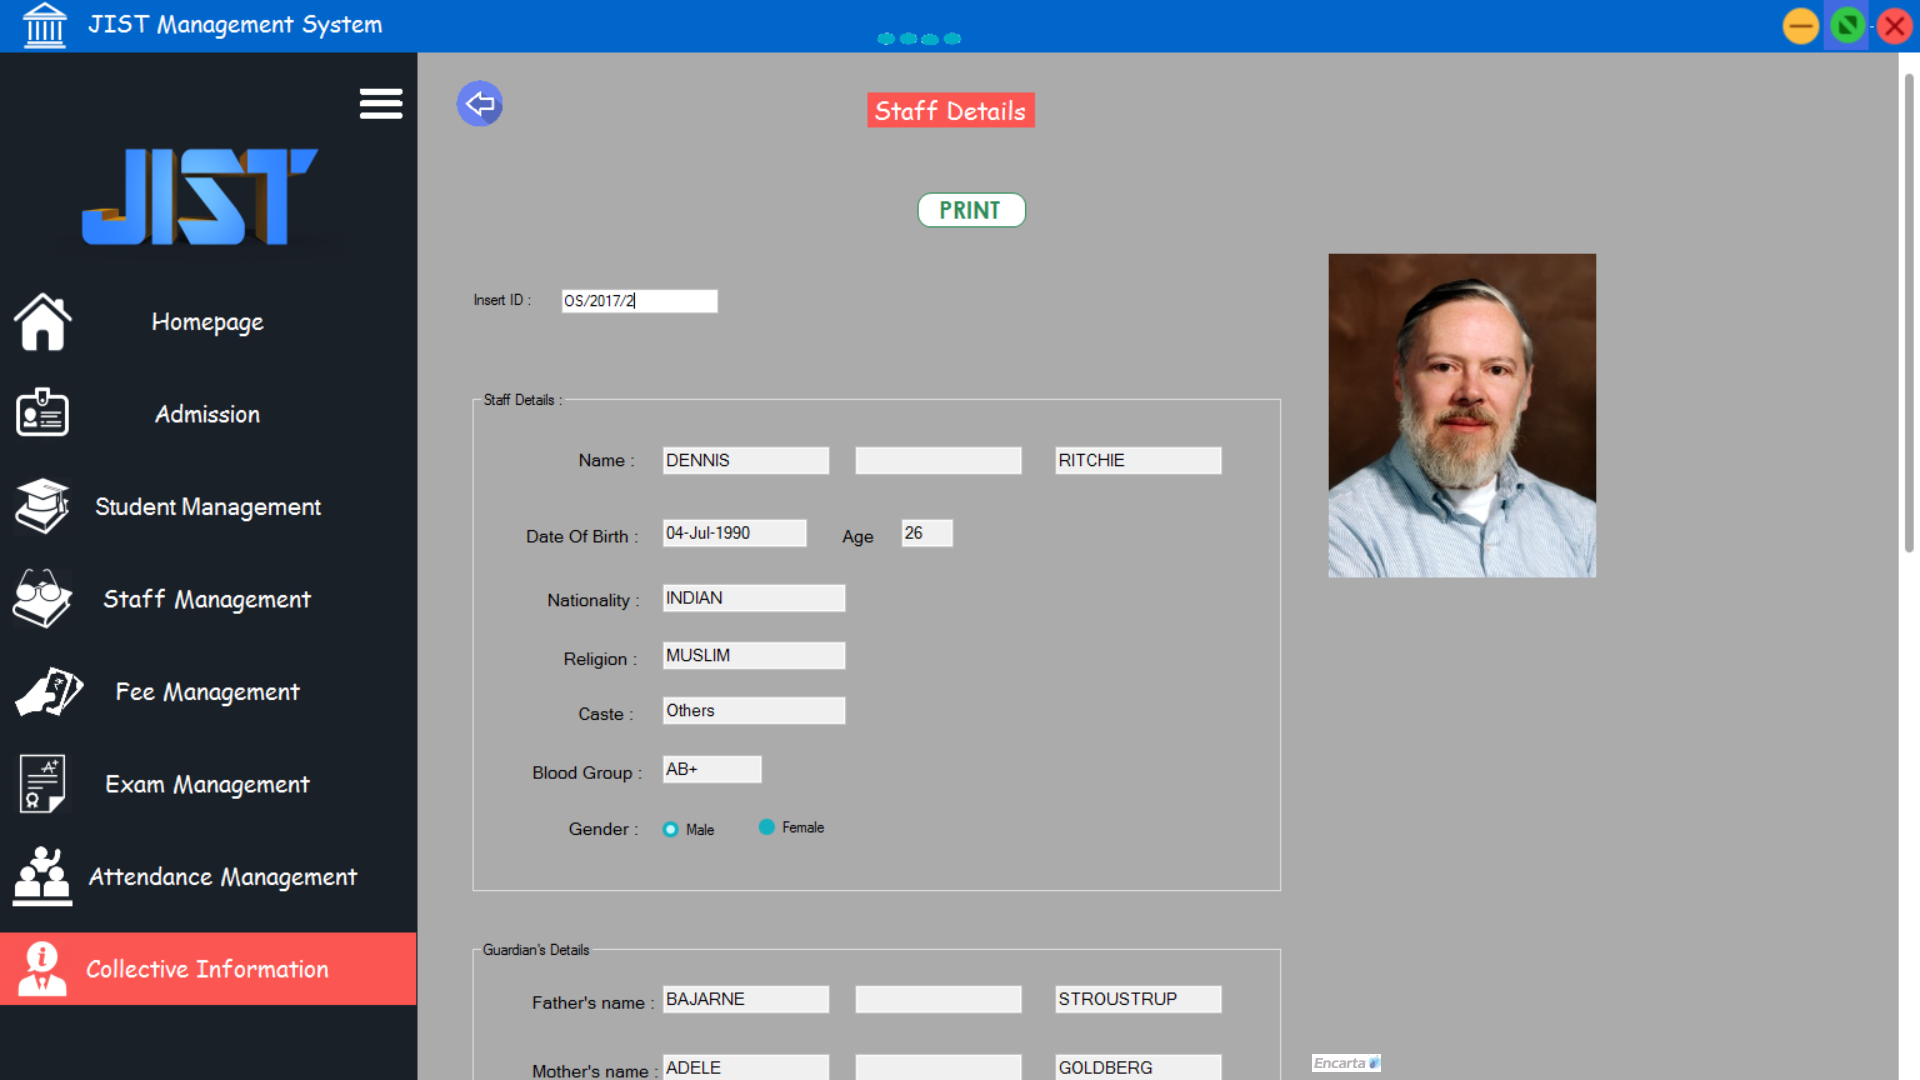 JIST Management System
JIST
Homepage
Admission
Student Management
Staff Management
Fee Management
Exam Management
Attendance Management
Collective Information
Staff Details
PRINT
Insert ID : OS/2017/2
Staff Details :
Name : DENNIS RITCHIE
Date Of Birth : 04-Jul-1990 Age 26
Nationality : INDIAN
Religion : MUSLIM
Caste : Others
Blood Group : AB+
Gender : Male Female
Guardian's Details
Father's name : BAJARNE STROUSTRUP
Mother's name : ADELE GOLDBERG
Encarta